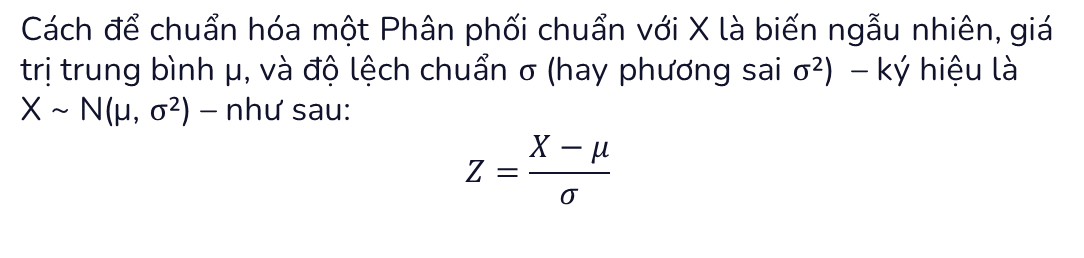 Cách để chuẩn hóa một Phân phối chuẩn với X là biến ngẫu nhiên, giá
trị trung bình µ, và độ lệch chuẩn σ (hay phương sai σ²) – ký hiệu là
X ~ N(µ, σ²) – như sau:
Z = (X − µ) / σ